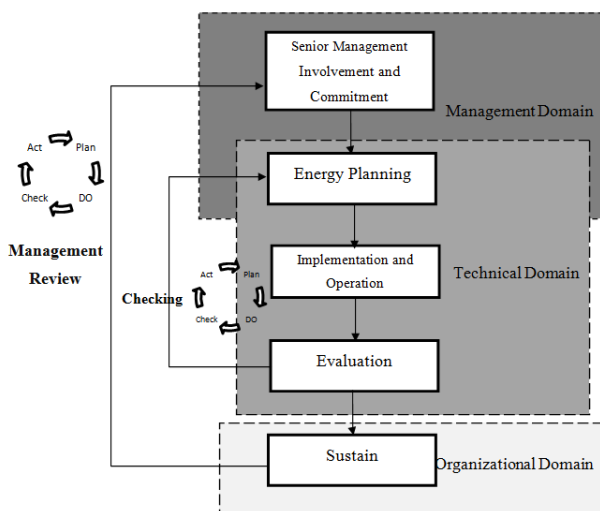 Senior Management
Involvement and
Commitment
Management Domain
Act
Plan
Check
DO
Management
Review
Energy Planning
Implementation and
Operation
Technical Domain
Act
Plan
Checking
Check
DO
Evaluation
Sustain
Organizational Domain